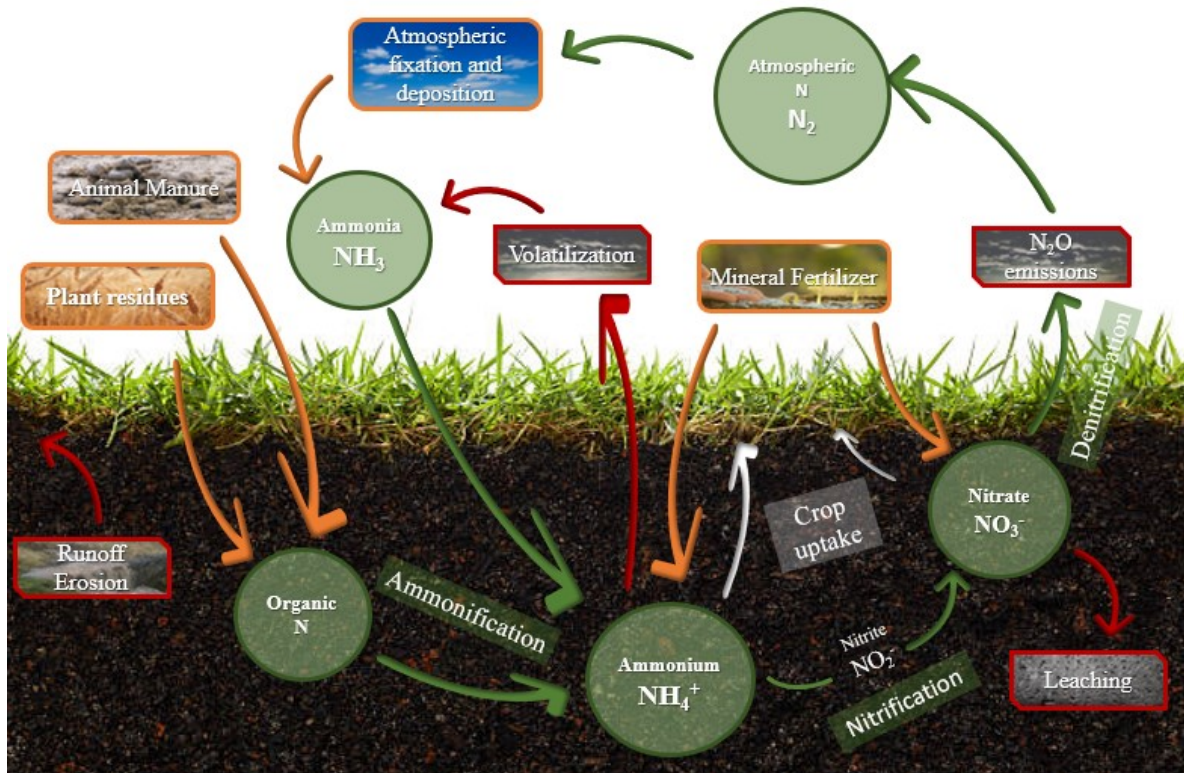 Atmospheric
fixation and
deposition
Atmospheric
N
N₂
Animal Manure
Ammonia
NH₃
Volatilization
Mineral Fertilizer
N₂O
emissions
Plant residues
Denitrification
Runoff
Erosion
Crop
uptake
Nitrate
NO₃⁻
Organic
N
Ammonification
Ammonium
NH₄⁺
Nitrite
NO₂⁻
Nitrification
Leaching